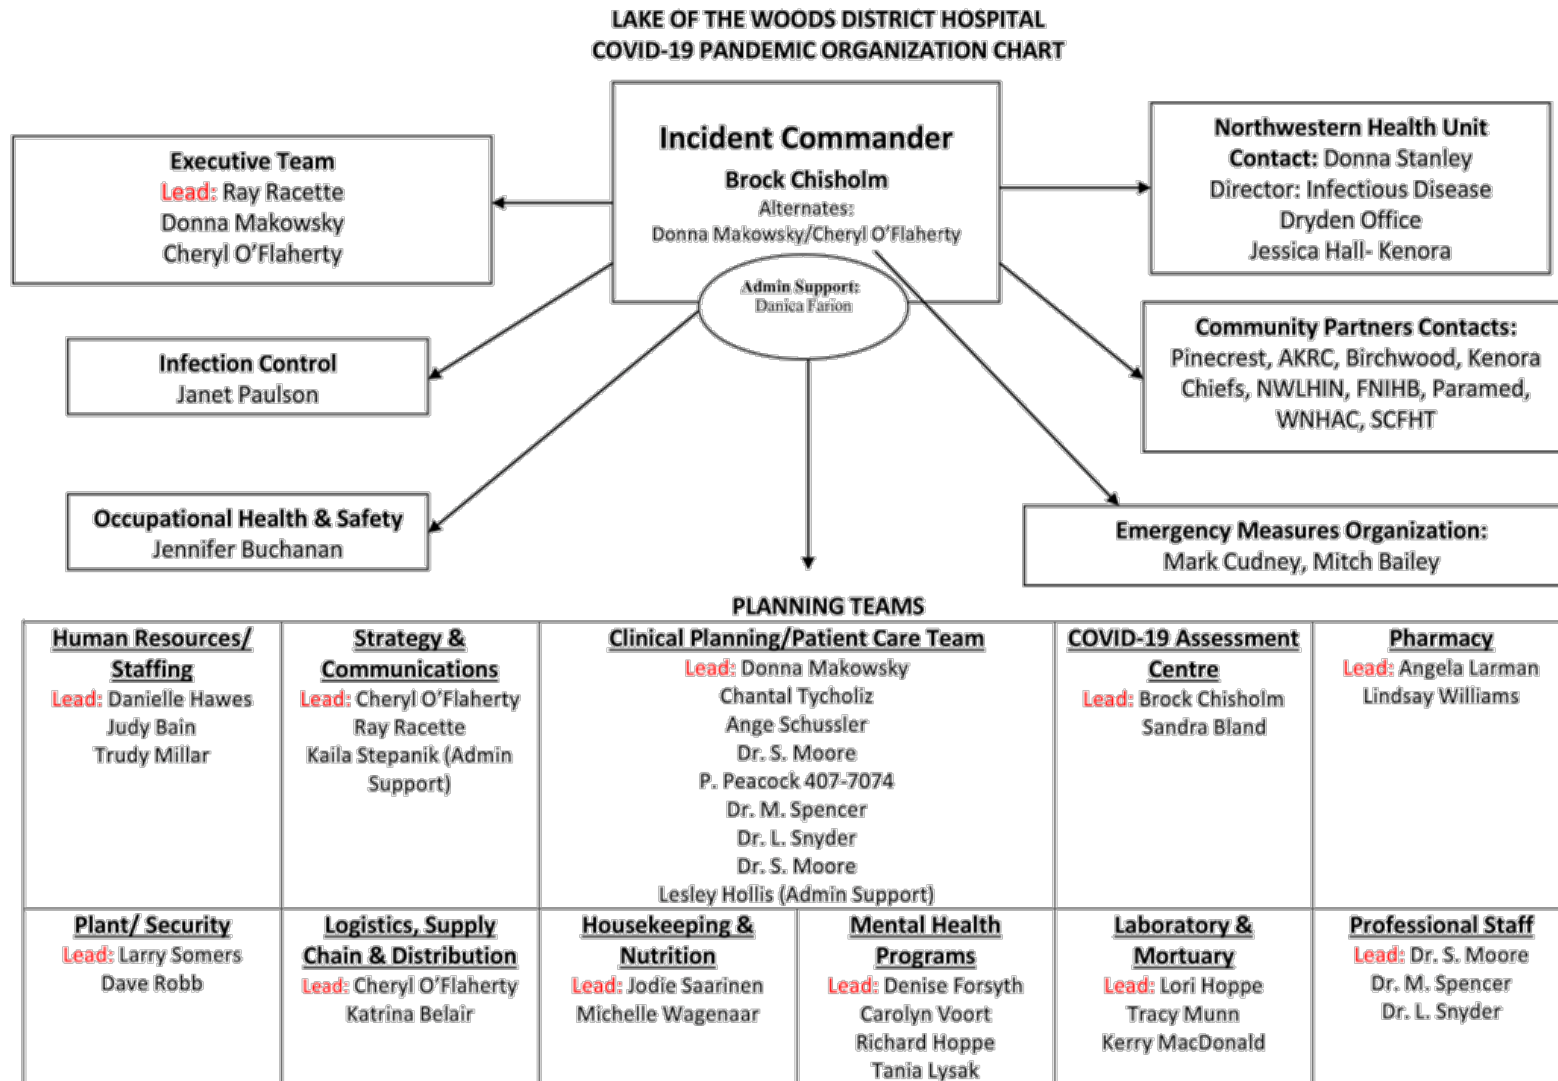 LAKE OF THE WOODS DISTRICT HOSPITAL
COVID-19 PANDEMIC ORGANIZATION CHART
Incident Commander
Brock Chisholm
Alternates:
Donna Makowsky/Cheryl O'Flaherty
Admin Support:
Danica Farion
Executive Team
Lead: Ray Racette
Donna Makowsky
Cheryl O'Flaherty
Infection Control
Janet Paulson
Occupational Health & Safety
Jennifer Buchanan
Northwestern Health Unit
Contact: Donna Stanley
Director: Infectious Disease
Dryden Office
Jessica Hall- Kenora
Community Partners Contacts:
Pinecrest, AKRC, Birchwood, Kenora
Chiefs, NWLHIN, FNIHB, Paramed,
WNHAC, SCFHT
Emergency Measures Organization:
Mark Cudney, Mitch Bailey
PLANNING TEAMS
Human Resources/
Staffing
Lead: Danielle Hawes
Judy Bain
Trudy Millar
Strategy &
Communications
Lead: Cheryl O'Flaherty
Ray Racette
Kaila Stepanik (Admin
Support)
Clinical Planning/Patient Care Team
Lead: Donna Makowsky
Chantal Tycholiz
Ange Schussler
Dr. S. Moore
P. Peacock 407-7074
Dr. M. Spencer
Dr. L. Snyder
Dr. S. Moore
Lesley Hollis (Admin Support)
COVID-19 Assessment
Centre
Lead: Brock Chisholm
Sandra Bland
Pharmacy
Lead: Angela Larman
Lindsay Williams
Plant/ Security
Lead: Larry Somers
Dave Robb
Logistics, Supply
Chain & Distribution
Lead: Cheryl O'Flaherty
Katrina Belair
Housekeeping &
Nutrition
Lead: Jodie Saarinen
Michelle Wagenaar
Mental Health
Programs
Lead: Denise Forsyth
Carolyn Voort
Richard Hoppe
Tania Lysak
Laboratory &
Mortuary
Lead: Lori Hoppe
Tracy Munn
Kerry MacDonald
Professional Staff
Lead: Dr. S. Moore
Dr. M. Spencer
Dr. L. Snyder